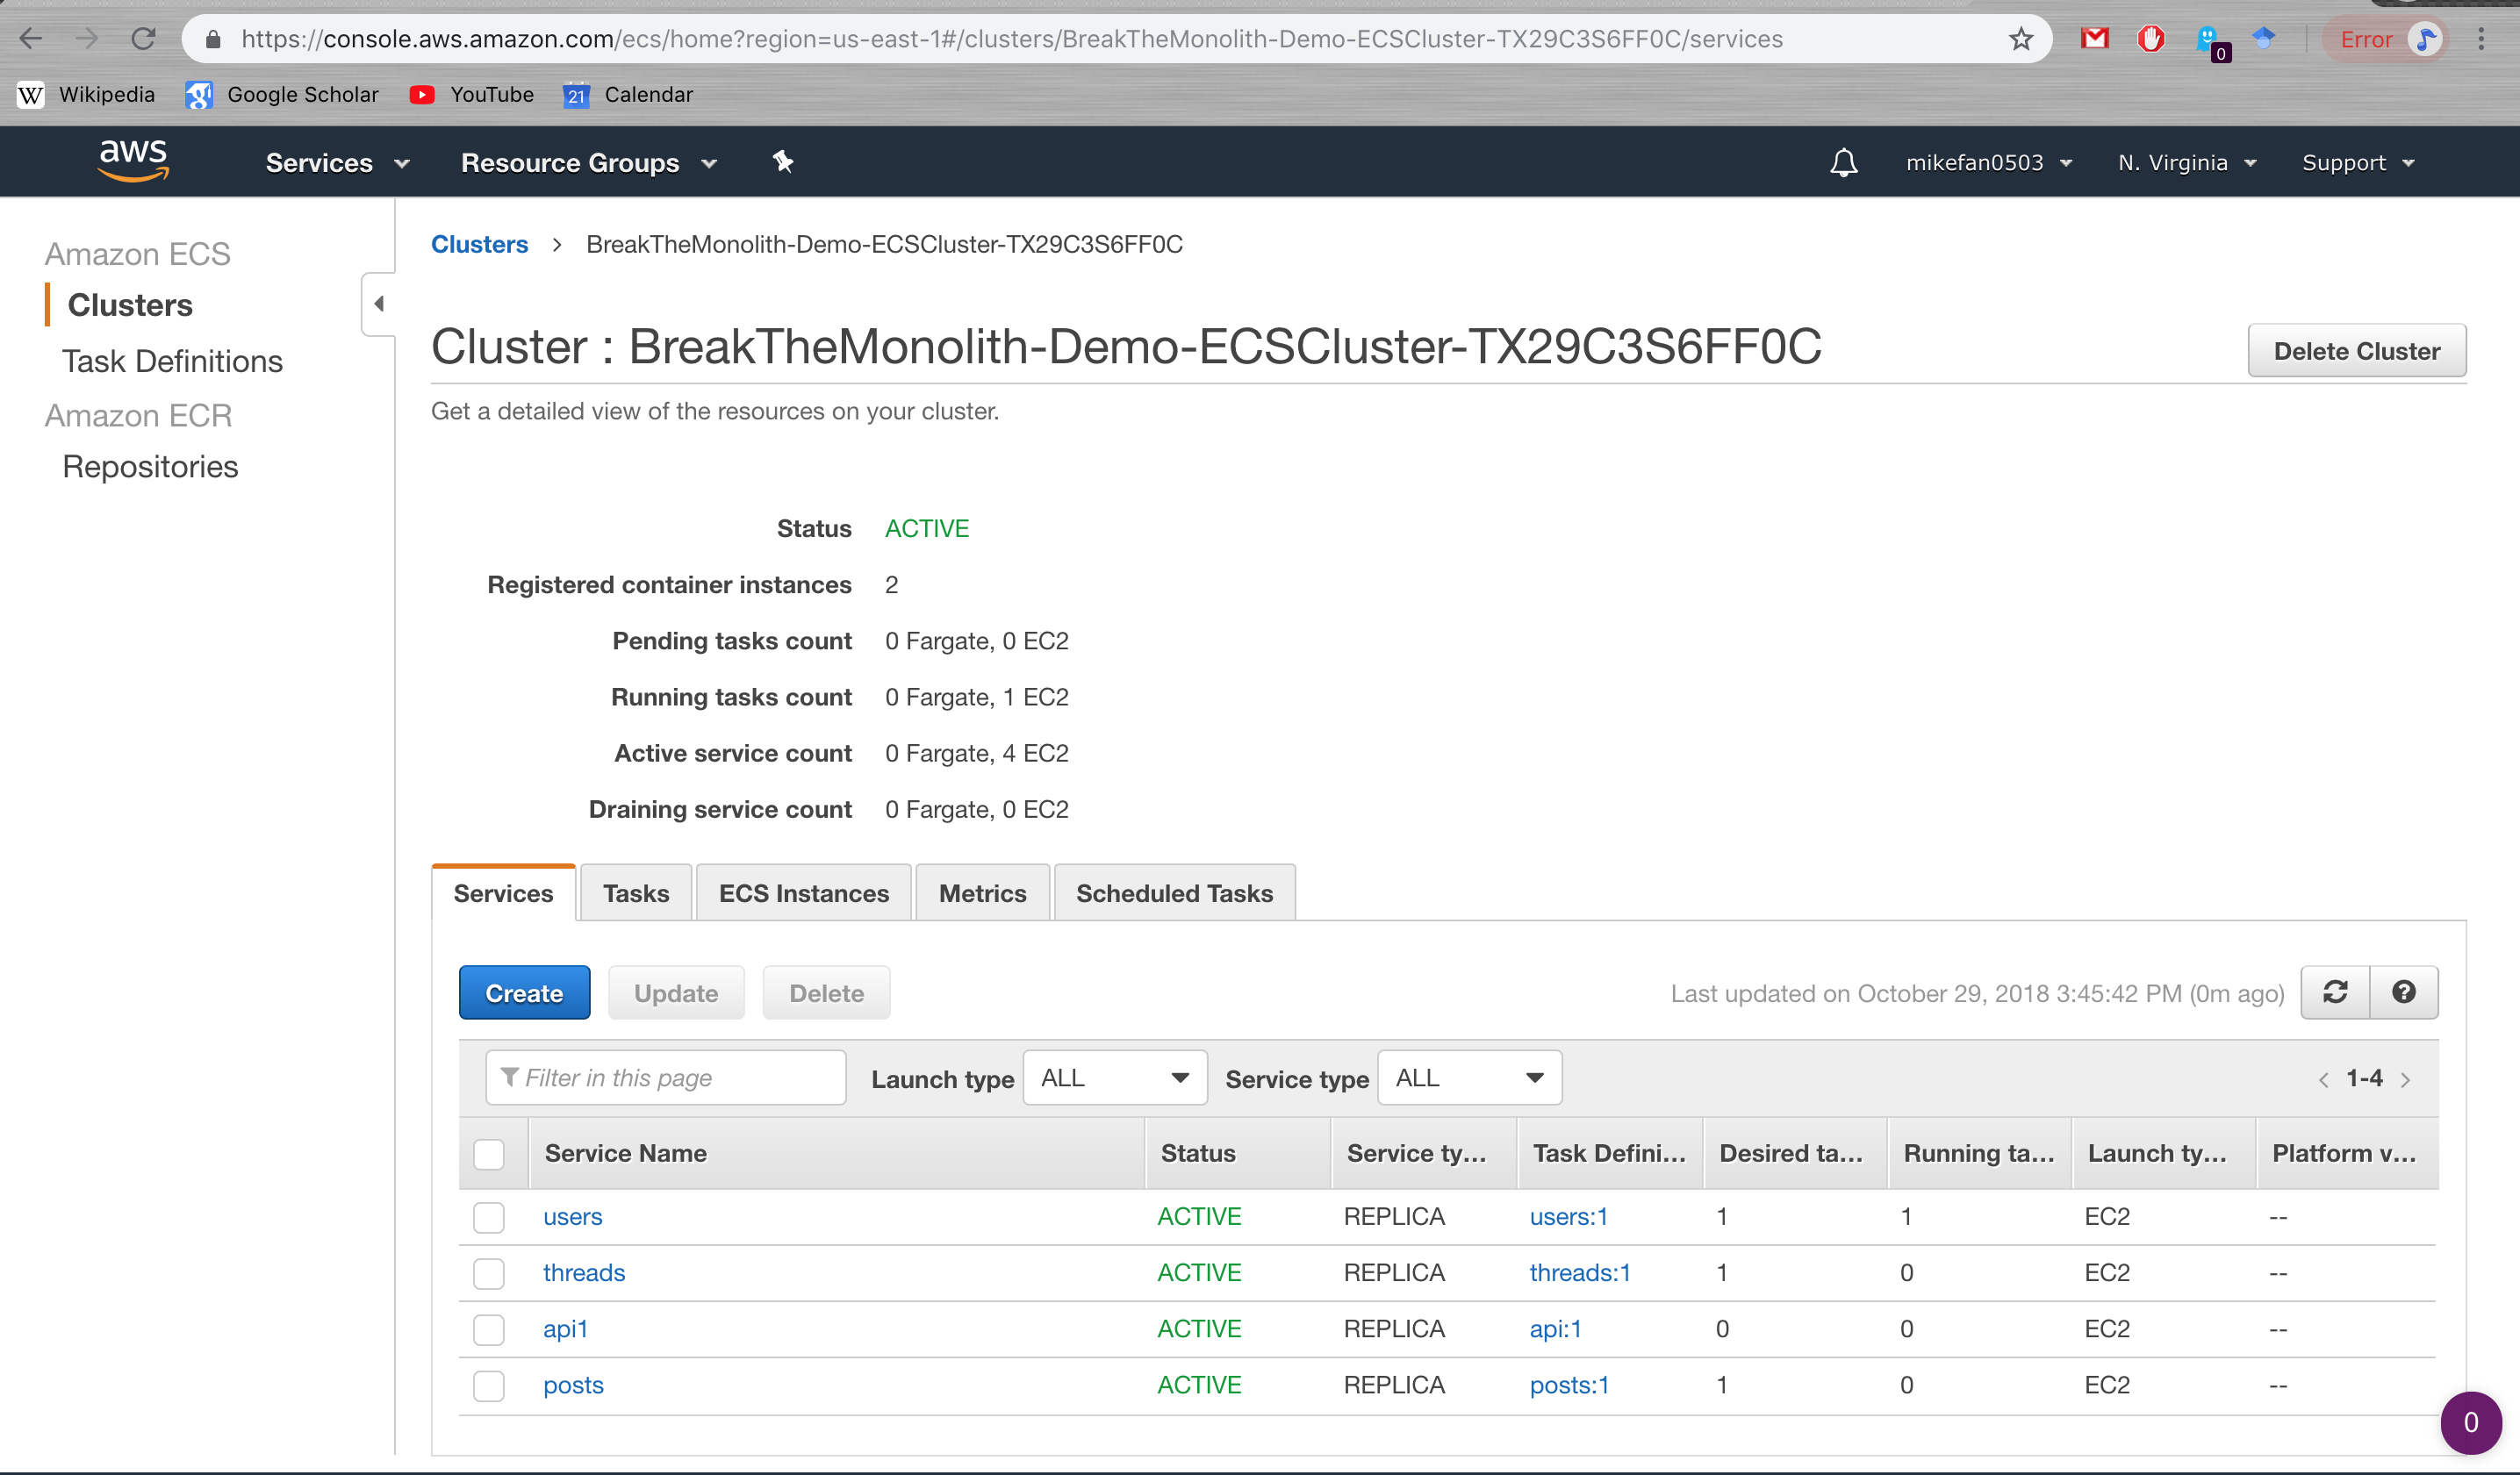 https://console.aws.amazon.com/ecs/home?region=us-east-1#/clusters/BreakTheMonolith-Demo-ECSCluster-TX29C3S6FF0C/services
0
Error
W Wikipedia Google Scholar YouTube 21 Calendar
aws Services Resource Groups mikefan0503 N. Virginia Support
Amazon ECS
Clusters
Task Definitions
Amazon ECR
Repositories
Clusters > BreakTheMonolith-Demo-ECSCluster-TX29C3S6FF0C
Cluster : BreakTheMonolith-Demo-ECSCluster-TX29C3S6FF0C
Delete Cluster
Get a detailed view of the resources on your cluster.
Status ACTIVE
Registered container instances 2
Pending tasks count 0 Fargate, 0 EC2
Running tasks count 0 Fargate, 1 EC2
Active service count 0 Fargate, 4 EC2
Draining service count 0 Fargate, 0 EC2
Services Tasks ECS Instances Metrics Scheduled Tasks
Create Update Delete Last updated on October 29, 2018 3:45:42 PM (0m ago) ?
Filter in this page Launch type ALL Service type ALL < 1-4 >
Service Name Status Service ty... Task Defini... Desired ta... Running ta... Launch ty... Platform v...
users ACTIVE REPLICA users:1 1 1 EC2 --
threads ACTIVE REPLICA threads:1 1 0 EC2 --
api1 ACTIVE REPLICA api:1 0 0 EC2 --
posts ACTIVE REPLICA posts:1 1 0 EC2 --
0